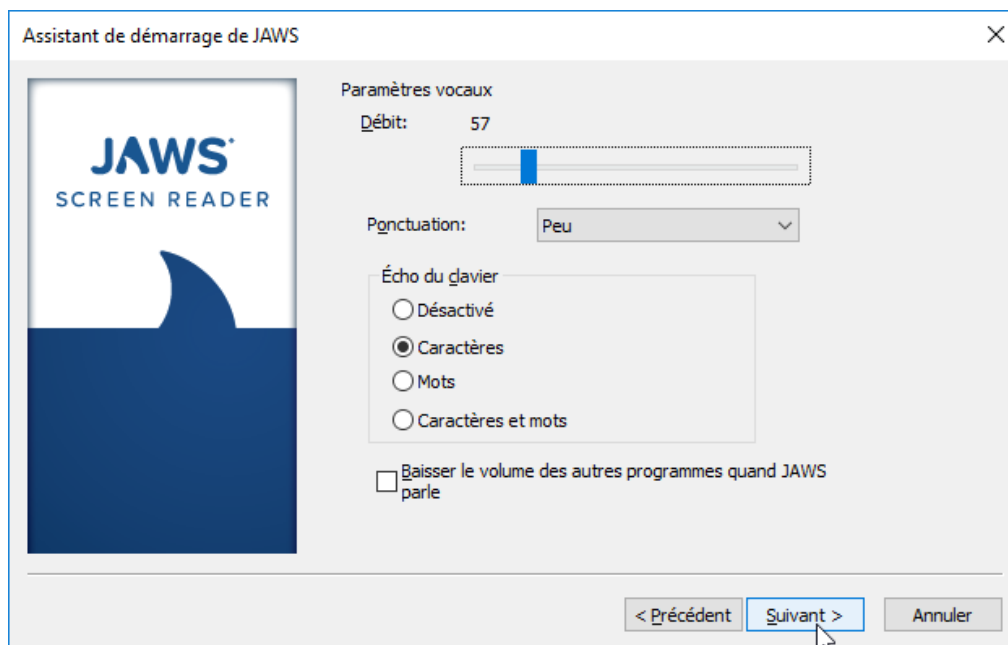 Assistant de démarrage de JAWS
JAWS
SCREEN READER
Paramètres vocaux
Débit: 57
Ponctuation: Peu
Écho du clavier
Désactivé
Caractères
Mots
Caractères et mots
Baisser le volume des autres programmes quand JAWS
parle
< Précédent Suivant > Annuler